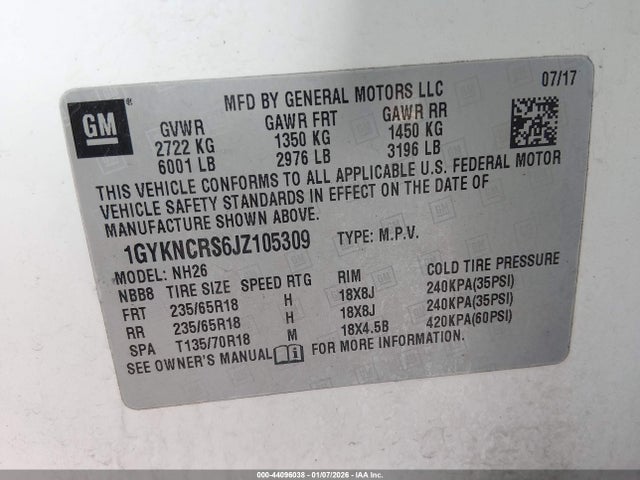 GM
MFD BY GENERAL MOTORS LLC 07/17
GVWR GAWR FRT GAWR RR
2722 KG 1350 KG 1450 KG
6001 LB 2976 LB 3196 LB
THIS VEHICLE CONFORMS TO ALL APPLICABLE U.S. FEDERAL MOTOR
VEHICLE SAFETY STANDARDS IN EFFECT ON THE DATE OF
MANUFACTURE SHOWN ABOVE.
1GYKNCRS6JZ105309 TYPE: M.P.V.
MODEL: NH26
NBB8 TIRE SIZE SPEED RTG RIM COLD TIRE PRESSURE
FRT 235/65R18 H 18X8J 240KPA(35PSI)
RR 235/65R18 H 18X8J 240KPA(35PSI)
SPA T135/70R18 M 18X4.5B 420KPA(60PSI)
SEE OWNER'S MANUAL FOR MORE INFORMATION.
000-44095038 - 01/07/2026 - IAAI.COM